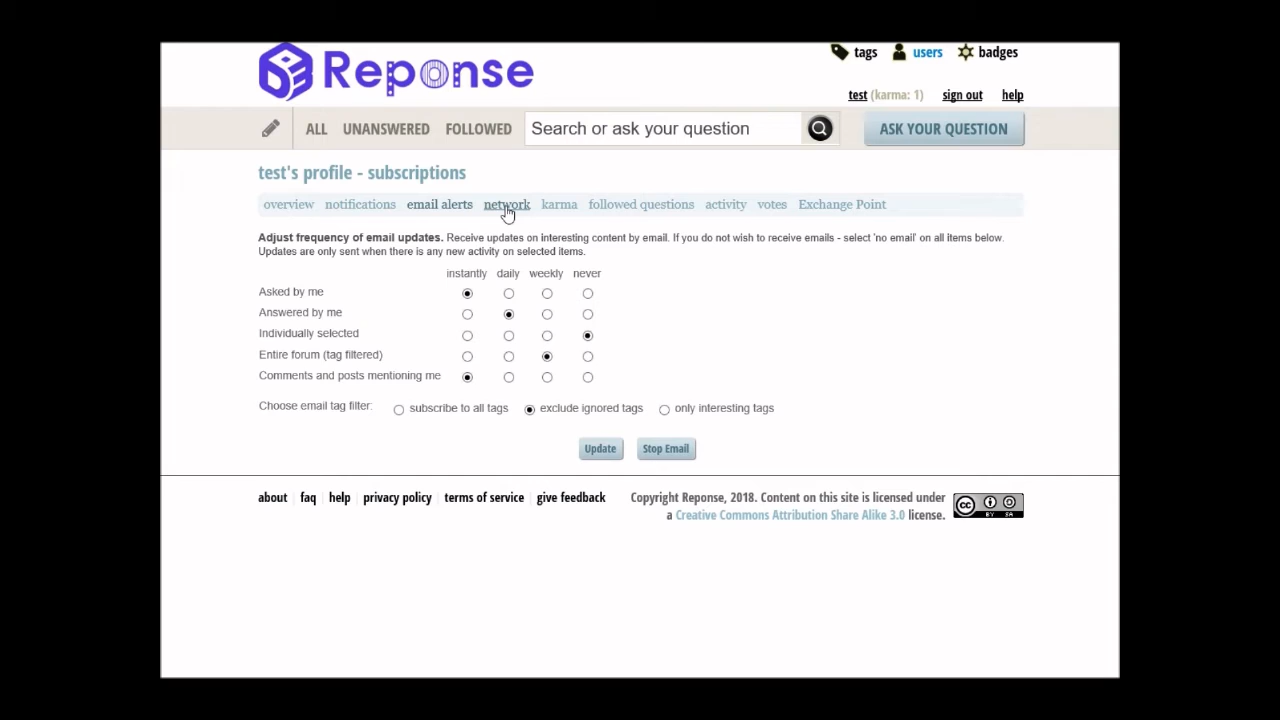 Reponse
tags users badges
test (karma: 1) sign out help
ALL UNANSWERED FOLLOWED Search or ask your question ASK YOUR QUESTION
test's profile - subscriptions
overview notifications email alerts network karma followed questions activity votes Exchange Point
Adjust frequency of email updates. Receive updates on interesting content by email. If you do not wish to receive emails - select 'no email' on all items below.
Updates are only sent when there is any new activity on selected items.
instantly daily weekly never
Asked by me
Answered by me
Individually selected
Entire forum (tag filtered)
Comments and posts mentioning me
Choose email tag filter: subscribe to all tags exclude ignored tags only interesting tags
Update Stop Email
about faq help privacy policy terms of service give feedback
Copyright Reponse, 2018. Content on this site is licensed under
a Creative Commons Attribution Share Alike 3.0 license.
cc BY SA